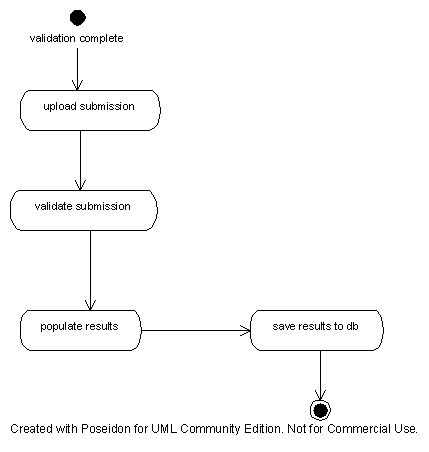 validation complete
upload submission
validate submission
populate results
save results to db
Created with Poseidon for UML Community Edition. Not for Commercial Use.